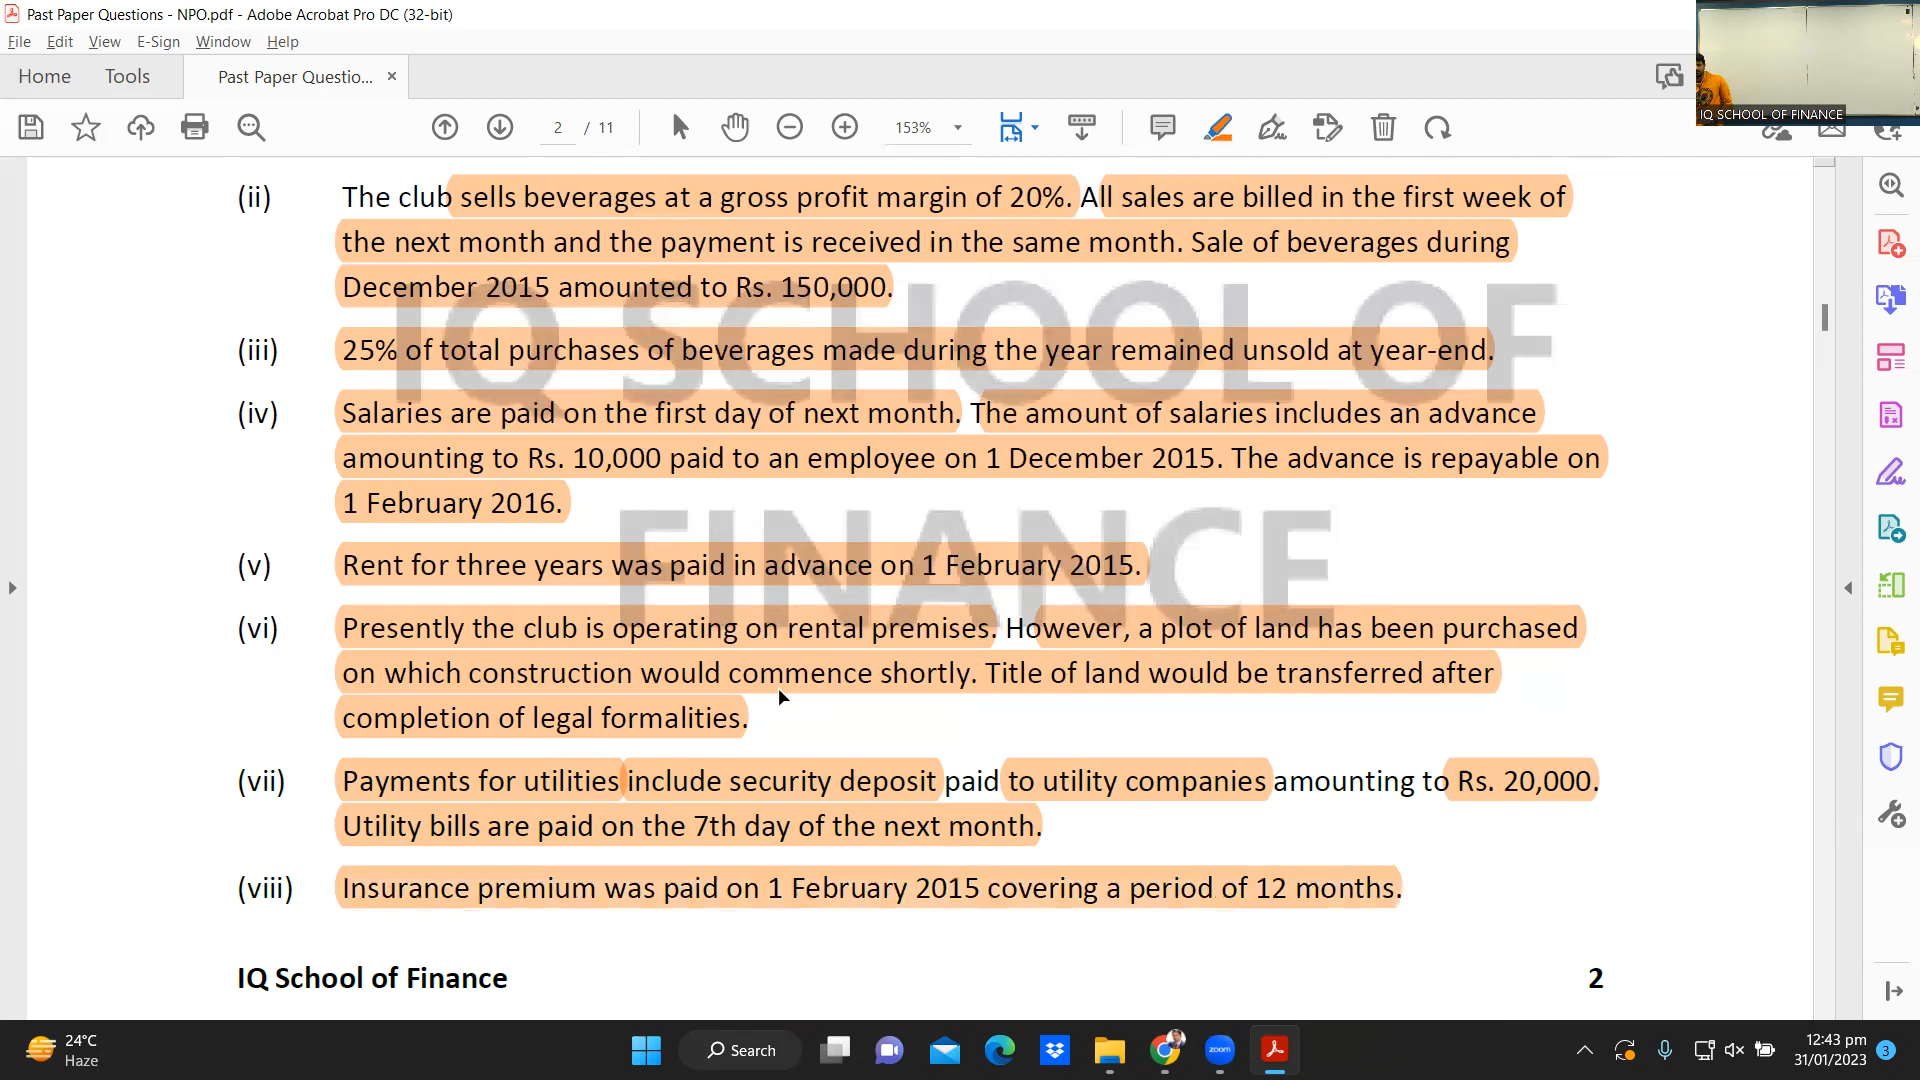 Past Paper Questions - NPO.pdf - Adobe Acrobat Pro DC (32-bit)
File Edit View E-Sign Window Help
Home Tools Past Paper Questio... ×
2 / 11 153%
IQ SCHOOL OF FINANCE
(ii) The club sells beverages at a gross profit margin of 20%. All sales are billed in the first week of
the next month and the payment is received in the same month. Sale of beverages during
December 2015 amounted to Rs. 150,000.
IQ SCHOOL OF
(iii) 25% of total purchases of beverages made during the year remained unsold at year-end.
(iv) Salaries are paid on the first day of next month. The amount of salaries includes an advance
amounting to Rs. 10,000 paid to an employee on 1 December 2015. The advance is repayable on
1 February 2016.
FINANCE
(v) Rent for three years was paid in advance on 1 February 2015.
(vi) Presently the club is operating on rental premises. However, a plot of land has been purchased
on which construction would commence shortly. Title of land would be transferred after
completion of legal formalities.
(vii) Payments for utilities include security deposit paid to utility companies amounting to Rs. 20,000.
Utility bills are paid on the 7th day of the next month.
(viii) Insurance premium was paid on 1 February 2015 covering a period of 12 months.
IQ School of Finance 2
24°C
Haze
Search
zoom
12:43 pm
31/01/2023
3